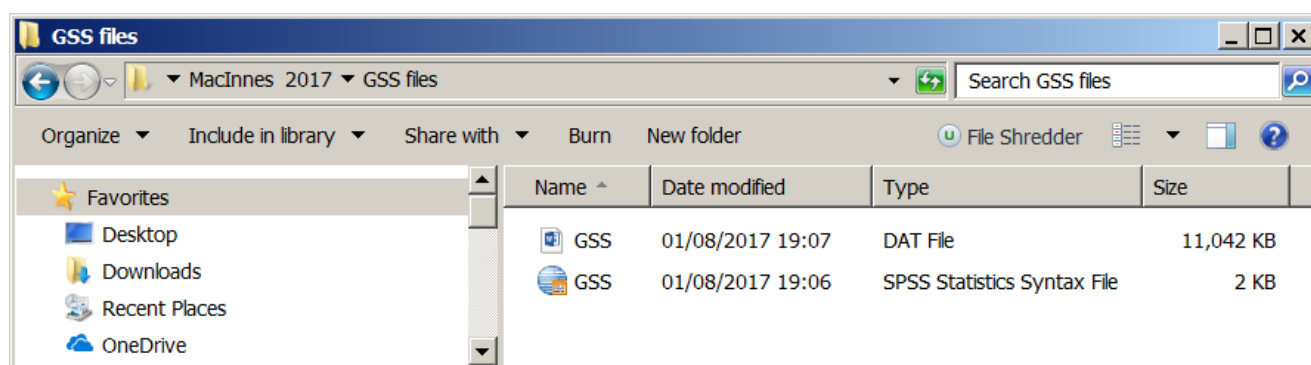 GSS files
MacInnes 2017 GSS files Search GSS files
Organize Include in library Share with Burn New folder File Shredder
Name Date modified Type Size
Favorites
Desktop GSS 01/08/2017 19:07 DAT File 11,042 KB
Downloads GSS 01/08/2017 19:06 SPSS Statistics Syntax File 2 KB
Recent Places
OneDrive